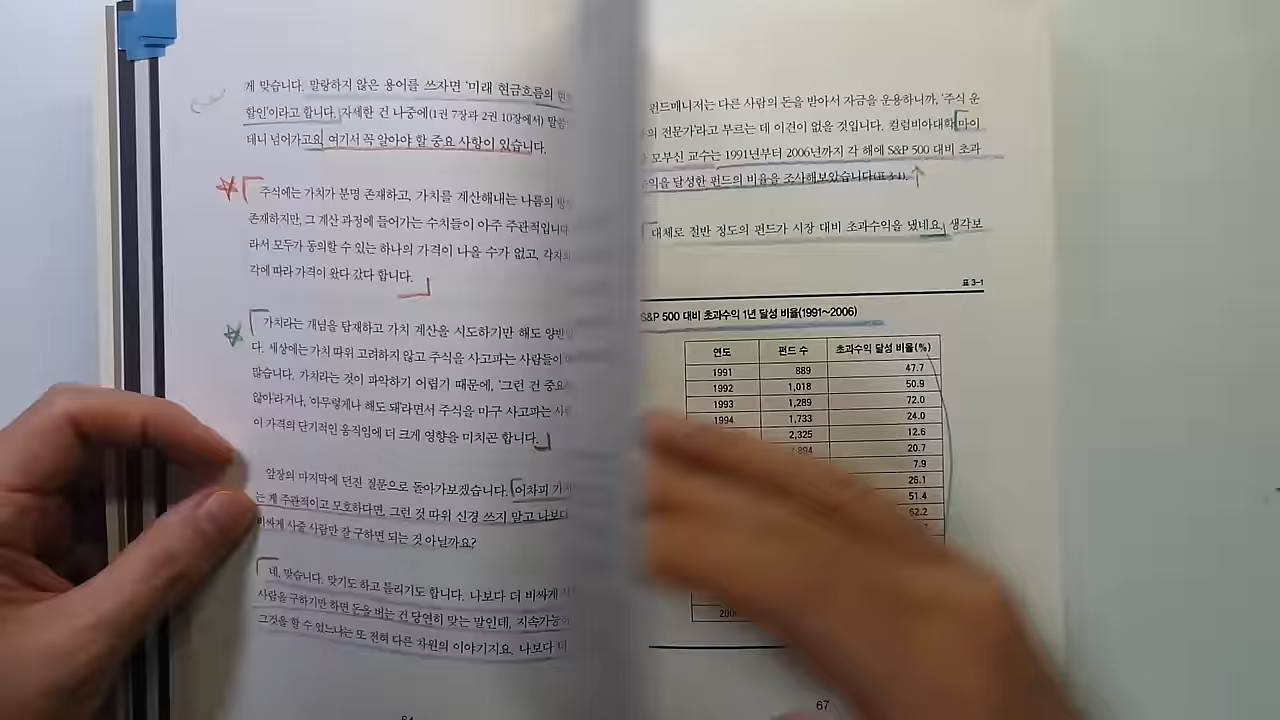 게 맞습니다. 말랑하지 않은 용어를 쓰자면 '미래 현금흐름의 현
할인'이라고 합니다. 자세한 건 나중에(1권 7장과 2권 10장에서) 말씀
테니 넘어가고요, 여기서 꼭 알아야 할 중요 사항이 있습니다.
주식에는 가치가 분명 존재하고, 가치를 계산해내는 나름의
존재하지만, 그 계산 과정에 들어가는 수치들이 아주 주관적입니다
라서 모두가 동의할 수 있는 하나의 가격이 나올 수가 없고, 각자의
각에 따라 가격이 왔다 갔다 합니다.
가치라는 개념을 탑재하고 가치 계산을 시도하기만 해도 양반
다. 세상에는 가치 따위 고려하지 않고 주식을 사고파는 사람들이
많습니다. 가치라는 것이 파악하기 어렵기 때문에, '그런 건 중요
않아'라거나, '아무렇게나 해도 돼'라면서 주식을 마구 사고파는
이 가격의 단기적인 움직임에 더 크게 영향을 미치곤 합니다.
앞장의 마지막에 던진 질문으로 돌아가보겠습니다. 어차피
는 게 주관적이고 모호하다면, 그런 것 따위 신경 쓰지 말고 나보다
비싸게 사줄 사람만 잘 구하면 되는 것 아닐까요?
네, 맞습니다. 맞기도 하고 틀리기도 합니다. 나보다 더 비싸게
사람을 구하기만 하면 돈을 버는 건 당연히 맞는 말인데, 지속가능
그것을 할 수 있느냐는 또 전혀 다른 차원의 이야기지요. 나보다 더
펀드매니저는 다른 사람의 돈을 받아서 자금을 운용하니까, '주식 운
의 전문가'라고 부르는 데 이견이 없을 것입니다. 컬럼비아대학 마이
모부신 교수는 1991년부터 2006년까지 각 해에 S&P 500 대비 초과
익을 달성한 펀드의 비율을 조사해보았습니다(표 3-1).
대체로 절반 정도의 펀드가 시장 대비 초과수익을 냈네요. 생각보
표 3-1
S&P 500 대비 초과수익 1년 달성 비율(1991~2006)
연도 펀드 수 초과수익 달성 비율(%)
1991 889 47.7
1992 1,018 50.9
1993 1,289 72.0
1994 1,733 24.0
2,325 12.6
20.7
7.9
26.1
51.4
62.2
67